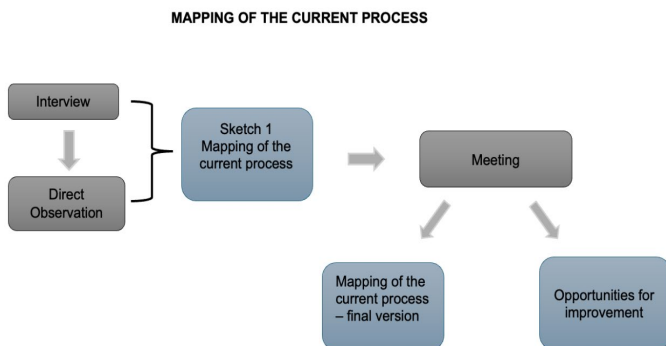 MAPPING OF THE CURRENT PROCESS
Interview
Direct
Observation
Sketch 1
Mapping of the
current process
Meeting
Mapping of the
current process
– final version
Opportunities for
improvement